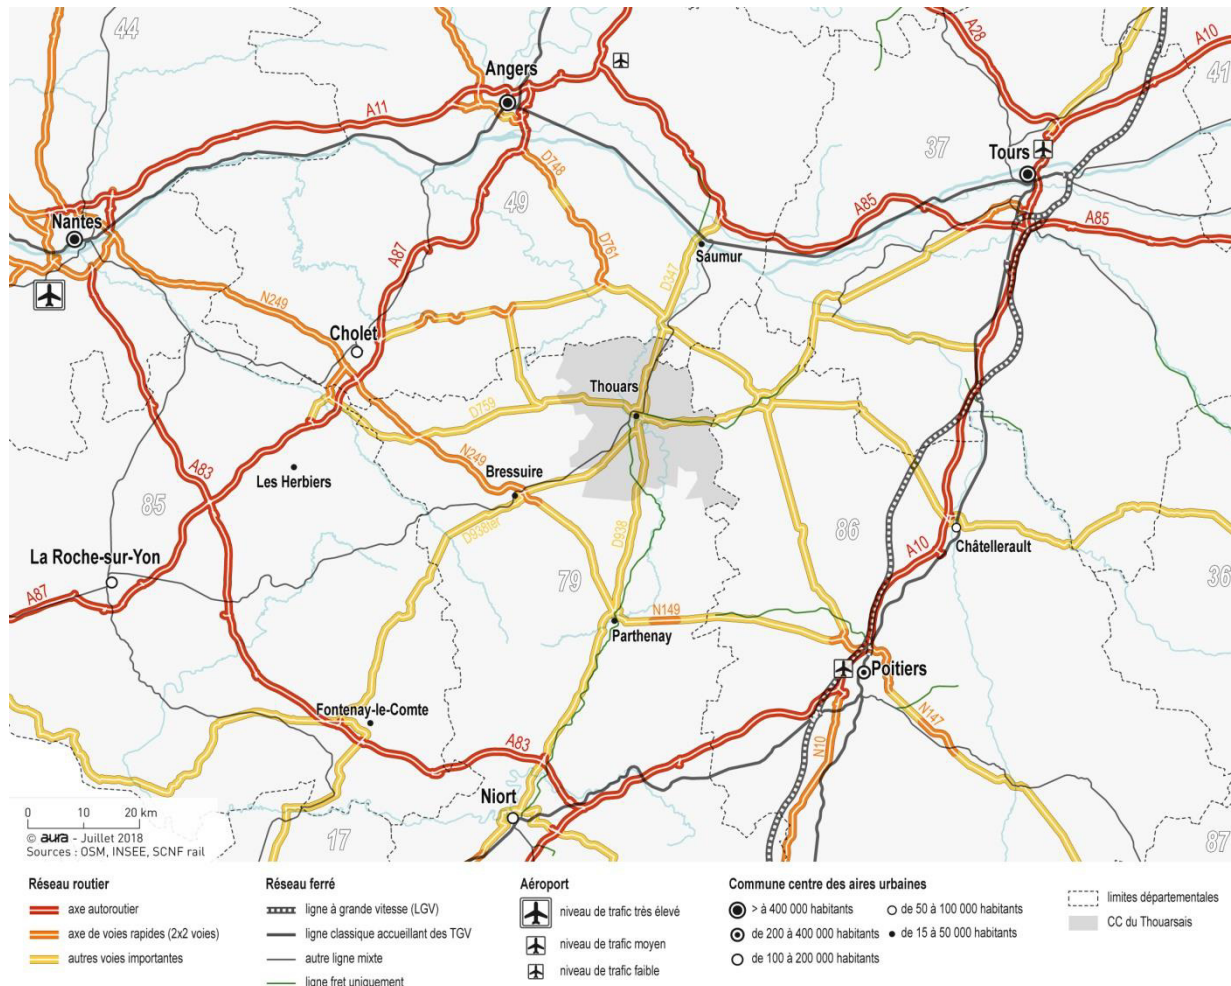 44
Angers
A11
A28
A10
41
37
Tours
D748
49
A85
A85
Nantes
A87
D761
Saumur
D347
N249
Cholet
Thouars
D759
A83
N249
Bressuire
Les Herbiers
85
D938ter
D938
86
A10
Châtellerault
La Roche-sur-Yon
A87
79
36
N149
Parthenay
Poitiers
Fontenay-le-Comte
A83
N10
N147
Niort
17
87
0 10 20 km
© aura - Juillet 2018
Sources : OSM, INSEE, SCNF rail
Réseau routier
axe autoroutier
axe de voies rapides (2x2 voies)
autres voies importantes
Réseau ferré
ligne à grande vitesse (LGV)
ligne classique accueillant des TGV
autre ligne mixte
ligne fret uniquement
Aéroport
niveau de trafic très élevé
niveau de trafic moyen
niveau de trafic faible
Commune centre des aires urbaines
> à 400 000 habitants
de 200 à 400 000 habitants
de 100 à 200 000 habitants
de 50 à 100 000 habitants
de 15 à 50 000 habitants
limites départementales
CC du Thouarsais